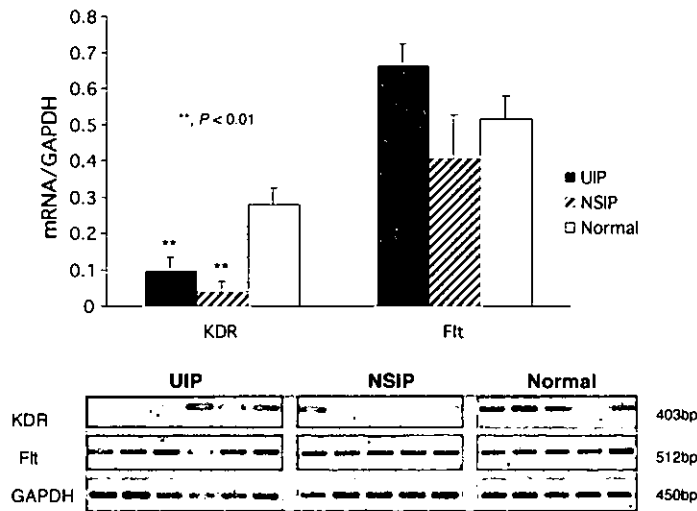 mRNA/GAPDH
0.8
0.7
0.6
0.5
0.4
0.3
0.2
0.1
0
**, P < 0.01
**
**
KDR
Flt
UIP
NSIP
Normal
UIP NSIP Normal
KDR 403bp
Flt 512bp
GAPDH 450bp